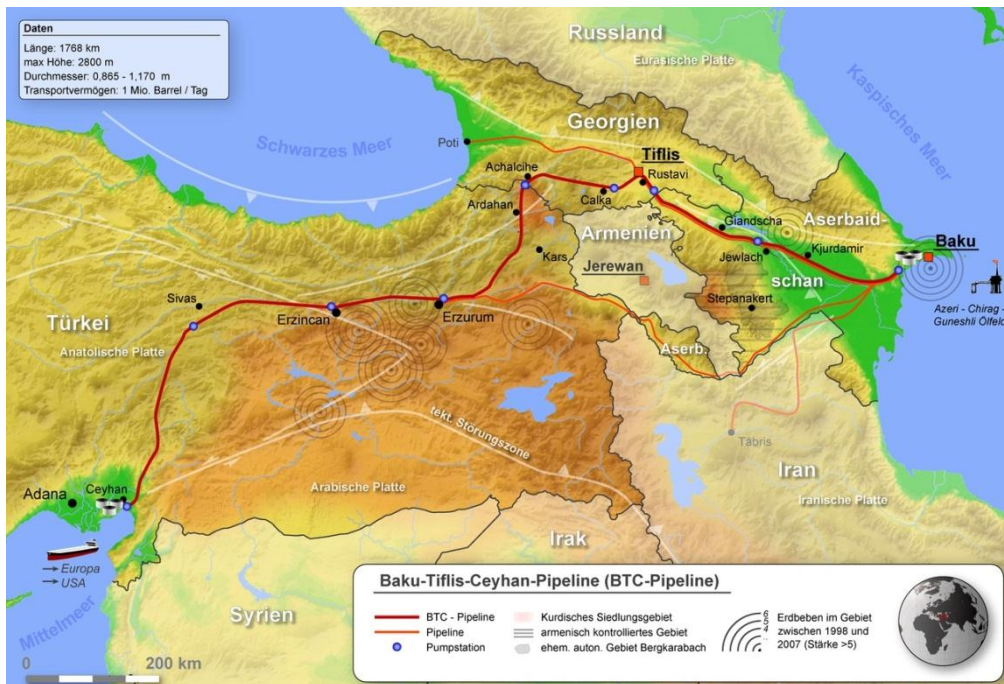 Daten
Länge: 1768 km
max Höhe: 2800 m
Durchmesser: 0,865 - 1,170 m
Transportvermögen: 1 Mio. Barrel / Tag
Russland
Eurasische Platte
Kaspisches Meer
Schwarzes Meer
Georgien
Poti
Tiflis
Achalcihe
Rustavi
Calka
Ardahan
Giandscha
Aserbaid-
Armenien
Kars
Jewlach
Kjurdamir
Baku
Jerewan
schan
Stepanakert
Azeri - Chirag -
Guneshli Ölfeld
Sivas
Türkei
Erzincan
Erzurum
Anatolische Platte
Aserb.
tekt. Störungszone
Täbris
Iran
Iranische Platte
Adana
Ceyhan
Arabische Platte
Irak
Europa
USA
Syrien
Mittelmeer
0
200 km
Baku-Tiflis-Ceyhan-Pipeline (BTC-Pipeline)
BTC - Pipeline
Pipeline
Pumpstation
Kurdisches Siedlungsgebiet
armenisch kontrolliertes Gebiet
ehem. auton. Gebiet Bergkarabach
6
5
4
Erdbeben im Gebiet
zwischen 1998 und
2007 (Stärke >5)